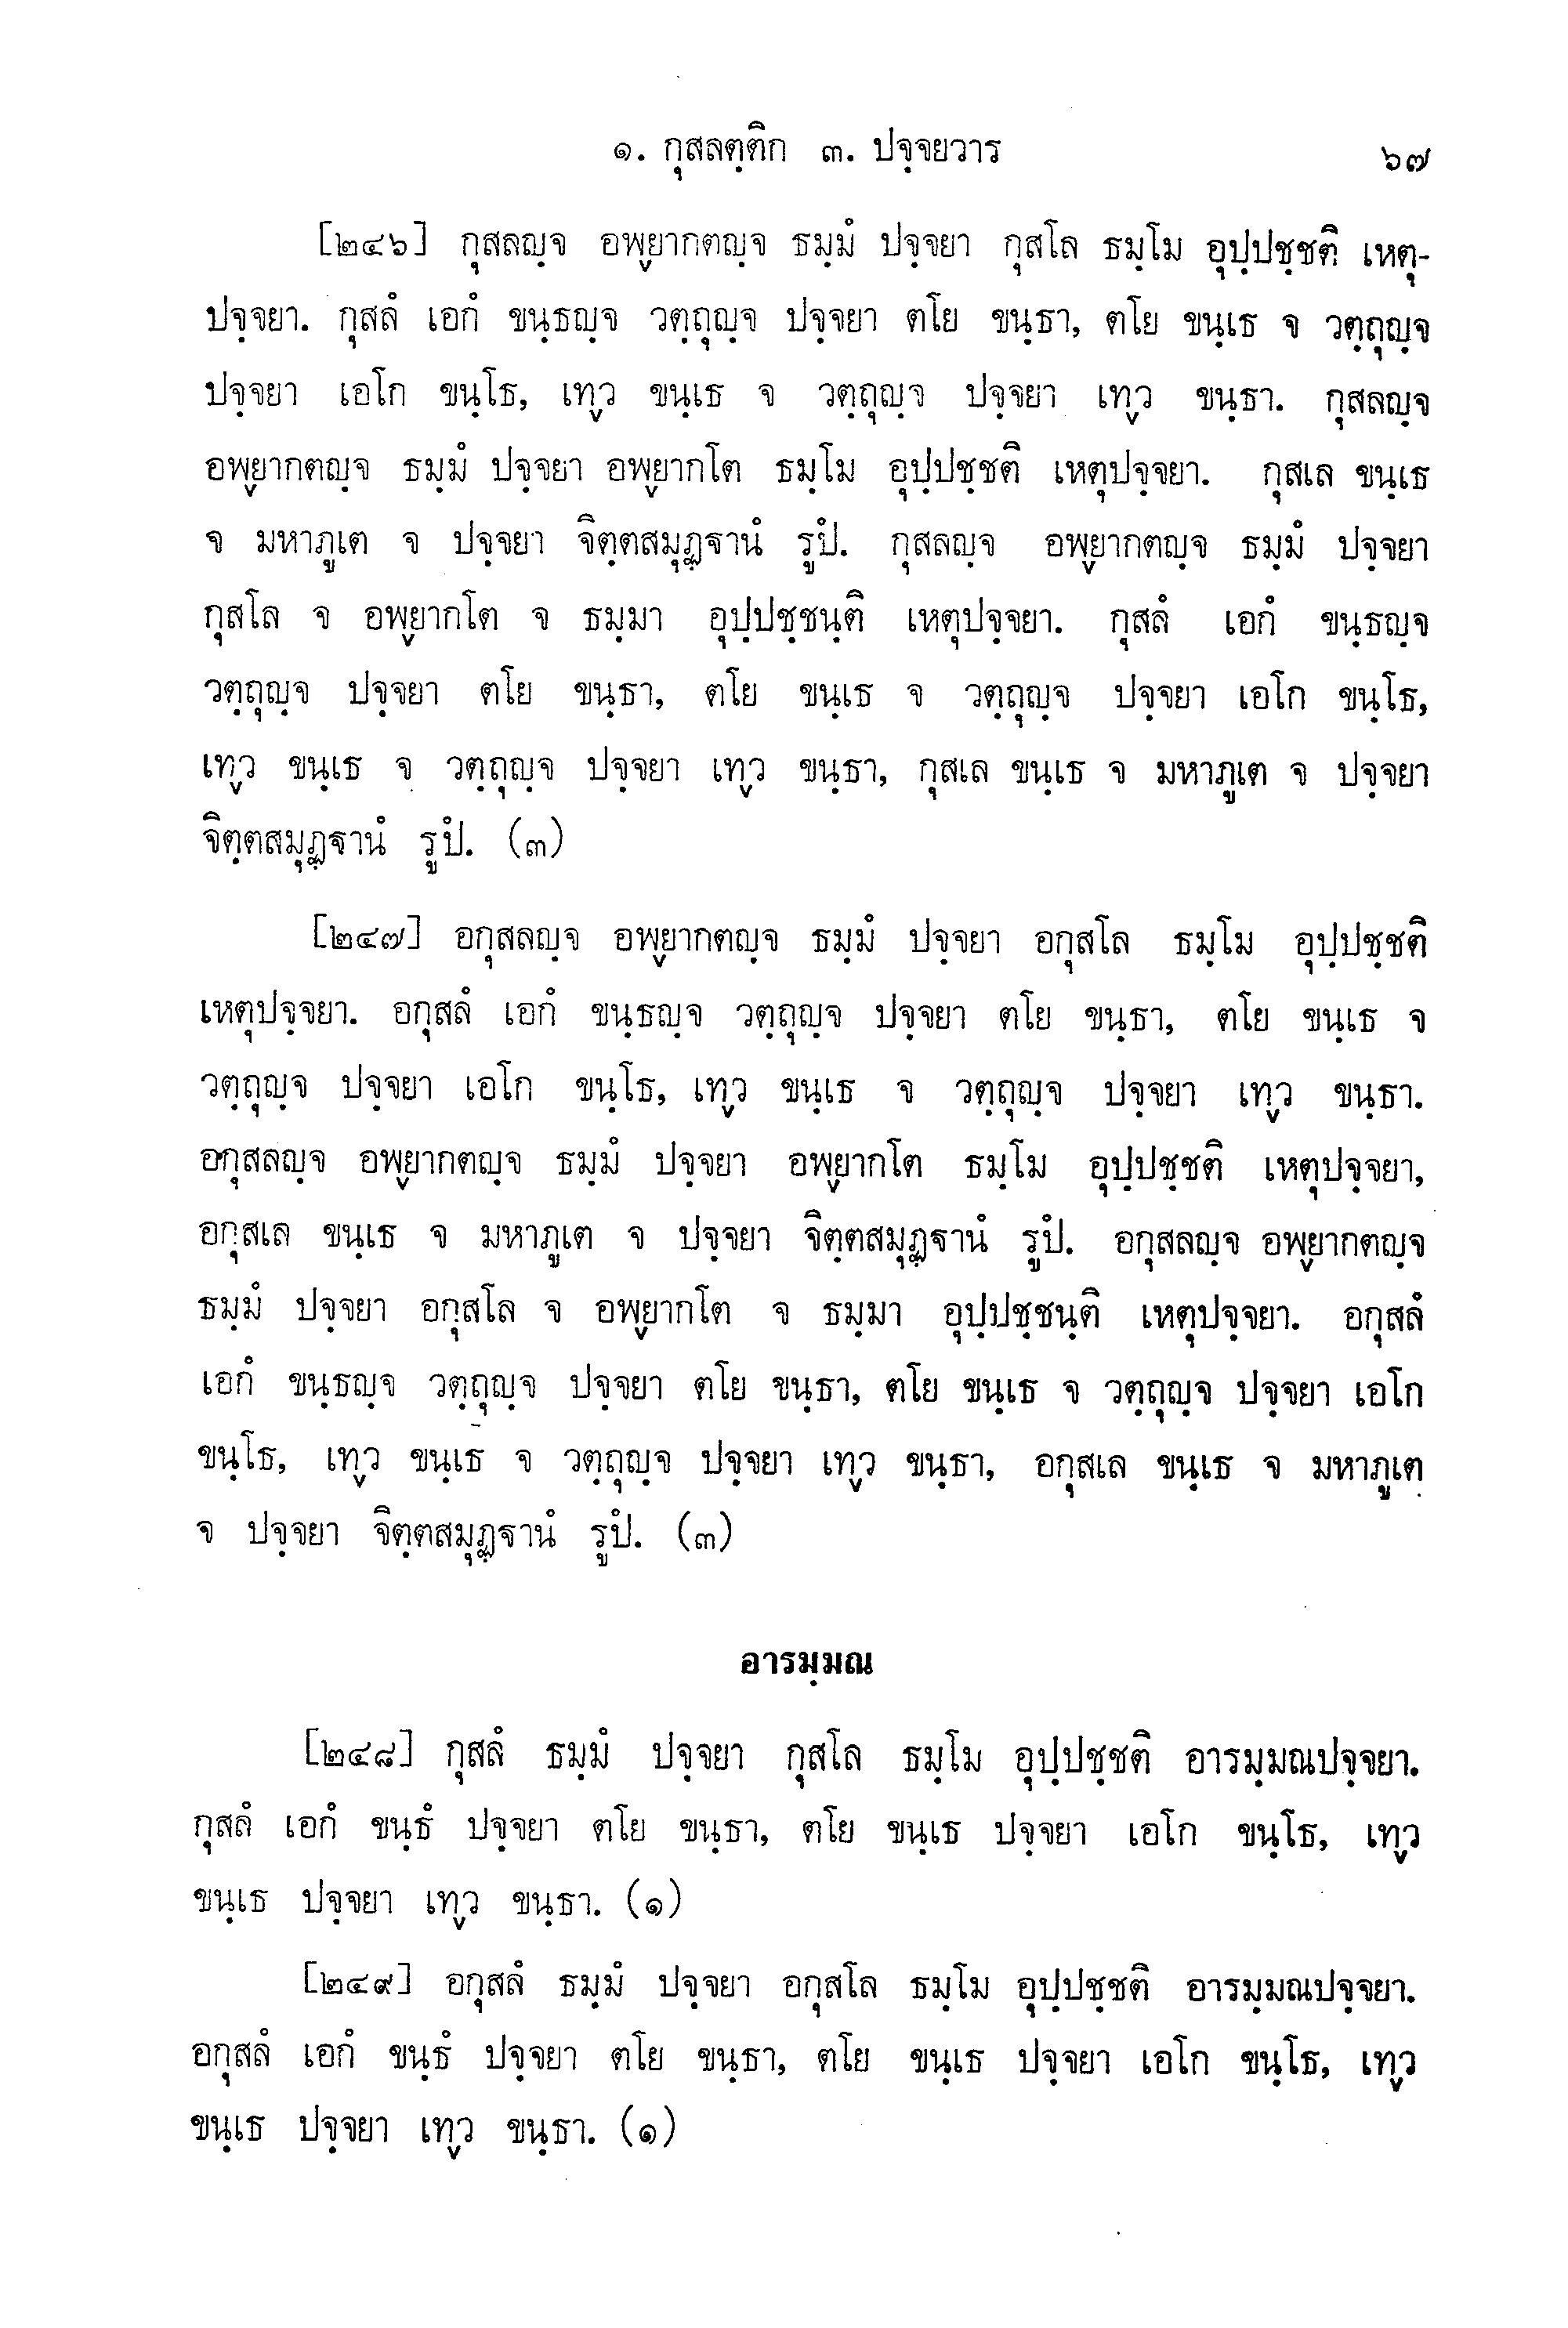 ๑. กุสลตฺติก ๓. ปจฺจยวาร ๖๗
[๒๔๖] กุสลญฺจ อพฺยากตญฺจ ธมฺมํ ปจฺจยา กุสโล ธมฺโม อุปฺปชฺชติ เหตุ-
ปจฺจยา. กุสลํ เอกํ ขนฺธญฺจ วตฺถุญฺจ ปจฺจยา ตโย ขนฺธา, ตโย ขนฺเธ จ วตฺถุญฺจ
ปจฺจยา เอโก ขนฺโธ, เทฺว ขนฺเธ จ วตฺถุญฺจ ปจฺจยา เทฺว ขนฺธา. กุสลญฺจ
อพฺยากตญฺจ ธมฺมํ ปจฺจยา อพฺยากโต ธมฺโม อุปฺปชฺชติ เหตุปจฺจยา. กุสเล ขนฺเธ
จ มหาภูเต จ ปจฺจยา จิตฺตสมุฏฺฐานํ รูปํ. กุสลญฺจ อพฺยากตญฺจ ธมฺมํ ปจฺจยา
กุสโล จ อพฺยากโต จ ธมฺมา อุปฺปชฺชนฺติ เหตุปจฺจยา. กุสลํ เอกํ ขนฺธญฺจ
วตฺถุญฺจ ปจฺจยา ตโย ขนฺธา, ตโย ขนฺเธ จ วตฺถุญฺจ ปจฺจยา เอโก ขนฺโธ,
เทฺว ขนฺเธ จ วตฺถุญฺจ ปจฺจยา เทฺว ขนฺธา, กุสเล ขนฺเธ จ มหาภูเต จ ปจฺจยา
จิตฺตสมุฏฺฐานํ รูปํ. (๓)
[๒๔๗] อกุสลญฺจ อพฺยากตญฺจ ธมฺมํ ปจฺจยา อกุสโล ธมฺโม อุปฺปชฺชติ
เหตุปจฺจยา. อกุสลํ เอกํ ขนฺธญฺจ วตฺถุญฺจ ปจฺจยา ตโย ขนฺธา, ตโย ขนฺเธ จ
วตฺถุญฺจ ปจฺจยา เอโก ขนฺโธ, เทฺว ขนฺเธ จ วตฺถุญฺจ ปจฺจยา เทฺว ขนฺธา.
อกุสลญฺจ อพฺยากตญฺจ ธมฺมํ ปจฺจยา อพฺยากโต ธมฺโม อุปฺปชฺชติ เหตุปจฺจยา,
อกุสเล ขนฺเธ จ มหาภูเต จ ปจฺจยา จิตฺตสมุฏฺฐานํ รูปํ. อกุสลญฺจ อพฺยากตญฺจ
ธมฺมํ ปจฺจยา อกุสโล จ อพฺยากโต จ ธมฺมา อุปฺปชฺชนฺติ เหตุปจฺจยา. อกุสลํ
เอกํ ขนฺธญฺจ วตฺถุญฺจ ปจฺจยา ตโย ขนฺธา, ตโย ขนฺเธ จ วตฺถุญฺจ ปจฺจยา เอโก
ขนฺโธ, เทฺว ขนฺเธ จ วตฺถุญฺจ ปจฺจยา เทฺว ขนฺธา, อกุสเล ขนฺเธ จ มหาภูเต
จ ปจฺจยา จิตฺตสมุฏฺฐานํ รูปํ. (๓)
อารมฺมณ
[๒๔๘] กุสลํ ธมฺมํ ปจฺจยา กุสโล ธมฺโม อุปฺปชฺชติ อารมฺมณปจฺจยา.
กุสลํ เอกํ ขนฺธํ ปจฺจยา ตโย ขนฺธา, ตโย ขนฺเธ ปจฺจยา เอโก ขนฺโธ, เทฺว
ขนฺเธ ปจฺจยา เทฺว ขนฺธา. (๑)
[๒๔๙] อกุสลํ ธมฺมํ ปจฺจยา อกุสโล ธมฺโม อุปฺปชฺชติ อารมฺมณปจฺจยา.
อกุสลํ เอกํ ขนฺธํ ปจฺจยา ตโย ขนฺธา, ตโย ขนฺเธ ปจฺจยา เอโก ขนฺโธ, เทฺว
ขนฺเธ ปจฺจยา เทฺว ขนฺธา. (๑)